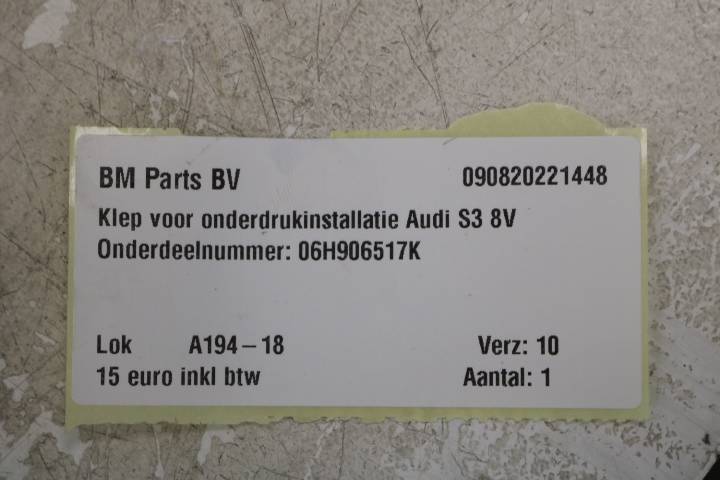 BM Parts BV 090820221448
Klep voor onderdrukinstallatie Audi S3 8V
Onderdeelnummer: 06H906517K
Lok A194-18 Verz: 10
15 euro inkl btw Aantal: 1